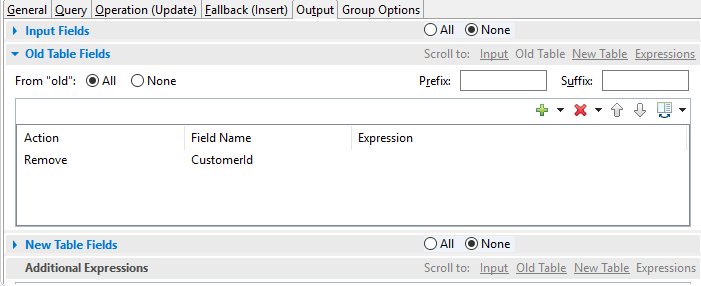 General Query Operation (Update) Fallback (Insert) Output Group Options
Input Fields All None
Old Table Fields Scroll to: Input Old Table New Table Expressions
From "old": All None Prefix: Suffix:
Action Field Name Expression
Remove CustomerId
New Table Fields All None
Additional Expressions Scroll to: Input Old Table New Table Expressions